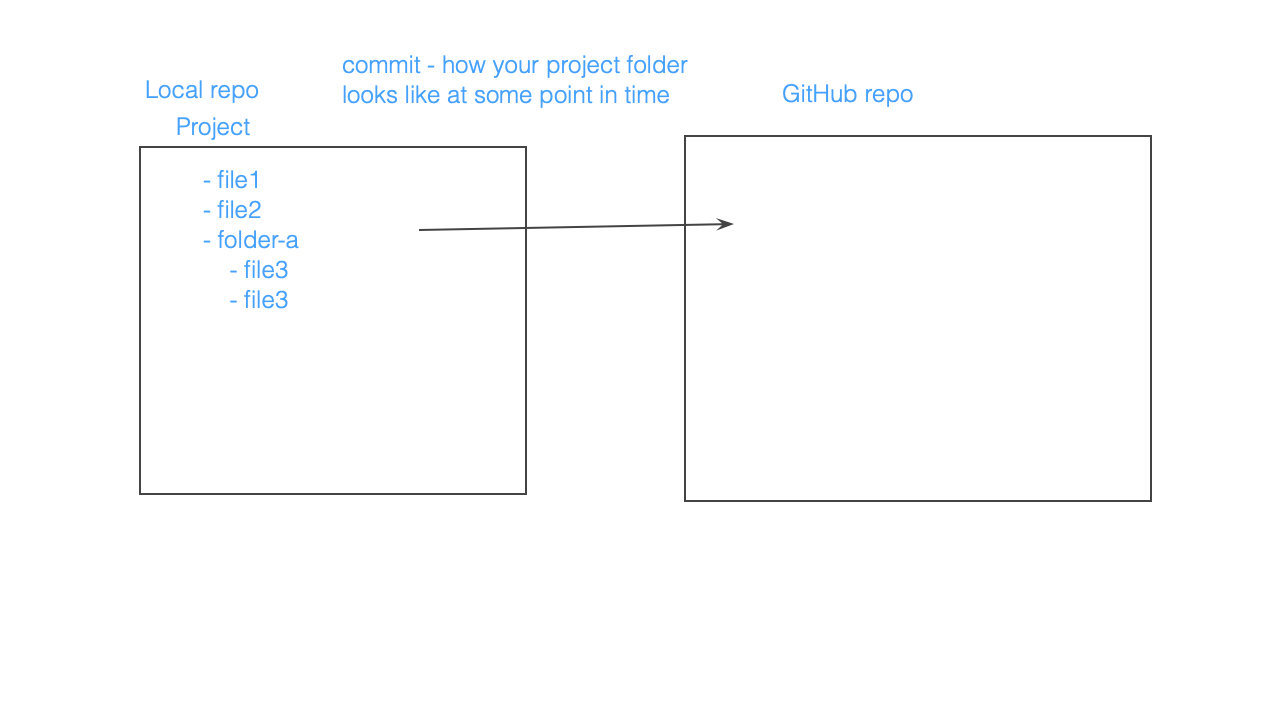 Local repo
Project
- file1
- file2
- folder-a
- file3
- file3
commit - how your project folder
looks like at some point in time
GitHub repo